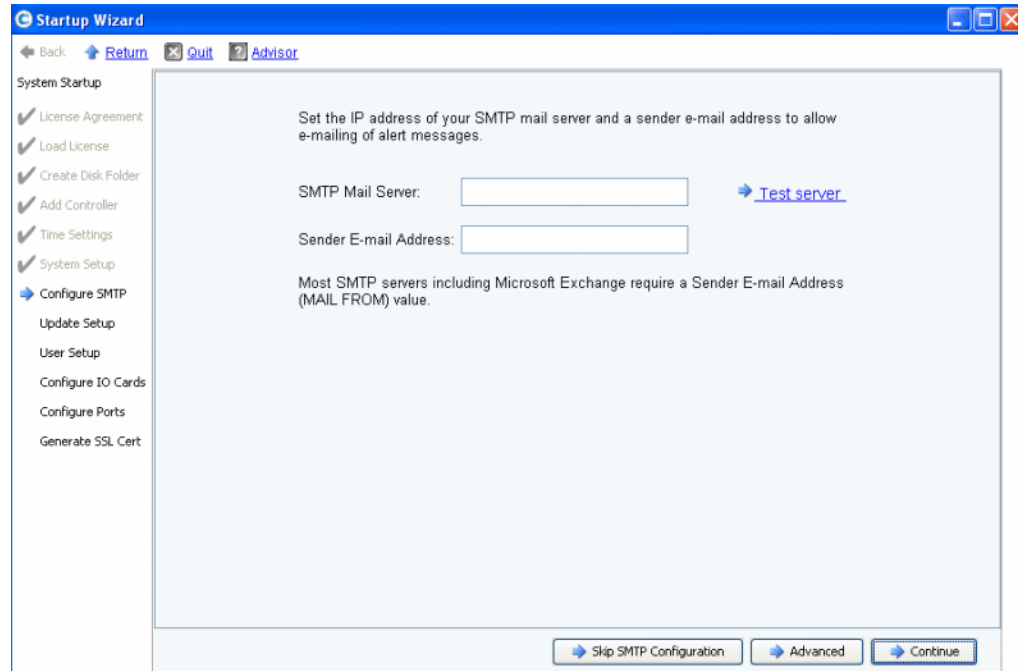 Startup Wizard
Back Return Quit Advisor
System Startup
License Agreement
Load License
Create Disk Folder
Add Controller
Time Settings
System Setup
Configure SMTP
Update Setup
User Setup
Configure IO Cards
Configure Ports
Generate SSL Cert
Set the IP address of your SMTP mail server and a sender e-mail address to allow
e-mailing of alert messages.
SMTP Mail Server:
Test server
Sender E-mail Address:
Most SMTP servers including Microsoft Exchange require a Sender E-mail Address
(MAIL FROM) value.
Skip SMTP Configuration Advanced Continue